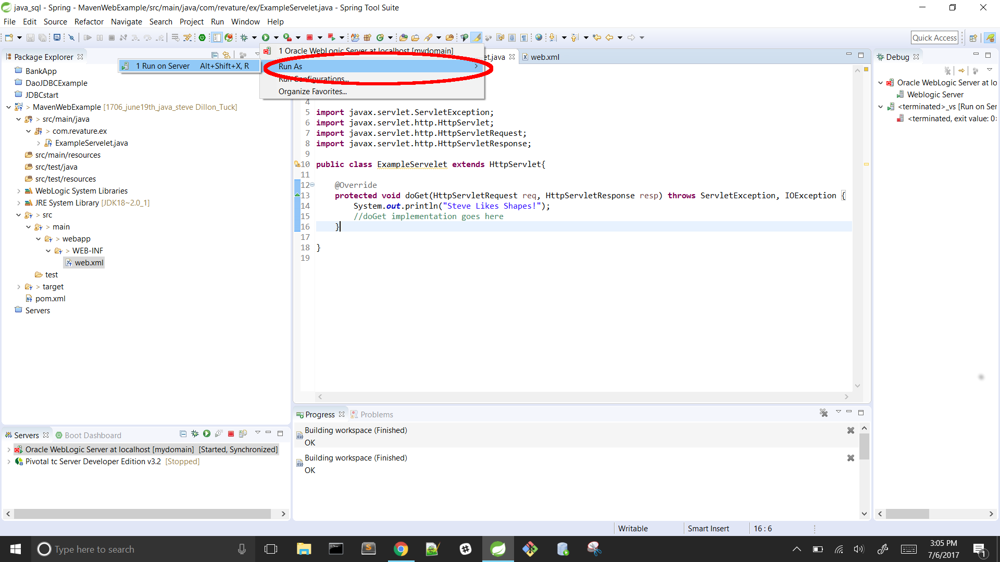 java_sql - Spring - MavenWebExample/src/main/java/com/revature/ex/ExampleServelet.java - Spring Tool Suite
File Edit Source Refactor Navigate Search Project Run Window Help
Quick Access
Package Explorer
BankApp
DaoJDBCExample
JDBCstart
> MavenWebExample [1706_june19th_java_steve Dillon_Tuck]
> src/main/java
> com.revature.ex
ExampleServelet.java
src/main/resources
src/test/java
src/test/resources
WebLogic System Libraries
JRE System Library [JDK18~2.0_1]
> src
> main
> webapp
> WEB-INF
web.xml
test
> target
pom.xml
Servers
1 Oracle WebLogic Server at localhost [mydomain]
Run As
Run Configurations...
Organize Favorites...
1 Run on Server Alt+Shift+X, R
et.java web.xml
4
5 import javax.servlet.ServletException;
6 import javax.servlet.http.HttpServlet;
7 import javax.servlet.http.HttpServletRequest;
8 import javax.servlet.http.HttpServletResponse;
9
10 public class ExampleServelet extends HttpServlet{
11
12 @Override
13 protected void doGet(HttpServletRequest req, HttpServletResponse resp) throws ServletException, IOException {
14 System.out.println("Steve Likes Shapes!");
15 //doGet implementation goes here
16 }
17
18 }
19
Debug
Oracle WebLogic Server at lo
Weblogic Server
<terminated>_vs [Run on Ser
<terminated, exit value: 0>
Servers Boot Dashboard
Oracle WebLogic Server at localhost [mydomain] [Started, Synchronized]
Pivotal tc Server Developer Edition v3.2 [Stopped]
Progress Problems
Building workspace (Finished)
OK
Building workspace (Finished)
OK
Writable Smart Insert 16 : 6
Type here to search
3:05 PM
7/6/2017
1